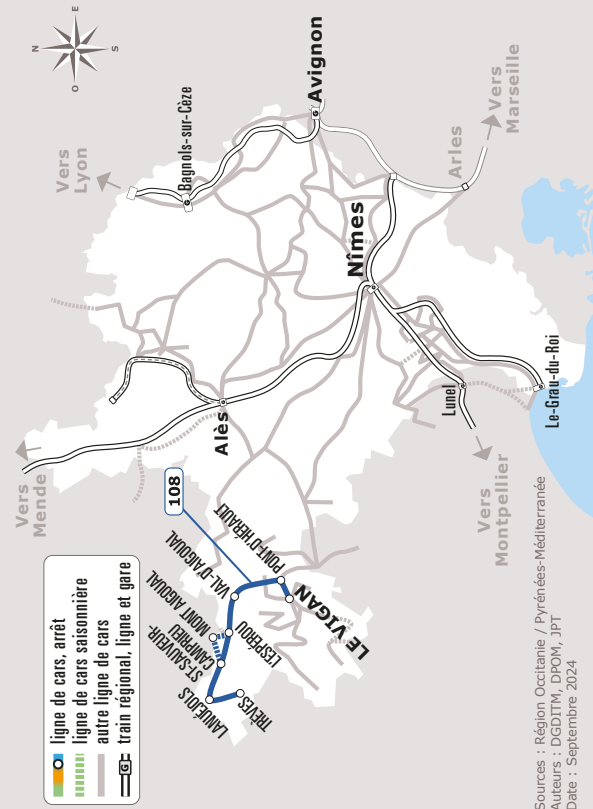 ligne de cars, arrêt
ligne de cars saisonnière
autre ligne de cars
G train régional, ligne et gare
N
E
S
O
Vers
Mende
Vers
Lyon
Bagnols-sur-Cèze
Avignon
G
Alès
Nîmes
Arles
Vers
Marseille
Lunel
Le-Grau-du-Roi
Vers
Montpellier
108
LANUÉJOLS
TRÈVES
ST-SAUVEUR-
CAMPRIEU
MONT AIGOUAL
L'ESPÉROU
VAL-D'AIGOUAL
PONT-D'HÉRAULT
LE VIGAN
Sources : Région Occitanie / Pyrénées-Méditerranée
Auteurs : DGDITM, DPOM, JPT
Date : Septembre 2024